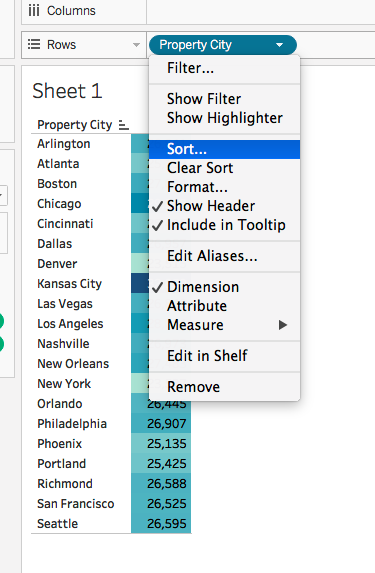 Columns
Rows
Property City
Filter...
Show Filter
Show Highlighter
Sort...
Clear Sort
Format...
Show Header
Include in Tooltip
Edit Aliases...
Dimension
Attribute
Measure
Edit in Shelf
Remove
Sheet 1
Property City
Arlington
Atlanta
Boston
Chicago
Cincinnati
Dallas
Denver
Kansas City
Las Vegas
Los Angeles
Nashville
New Orleans
New York
Orlando 26,445
Philadelphia 26,907
Phoenix 25,135
Portland 25,425
Richmond 26,588
San Francisco 26,525
Seattle 26,595